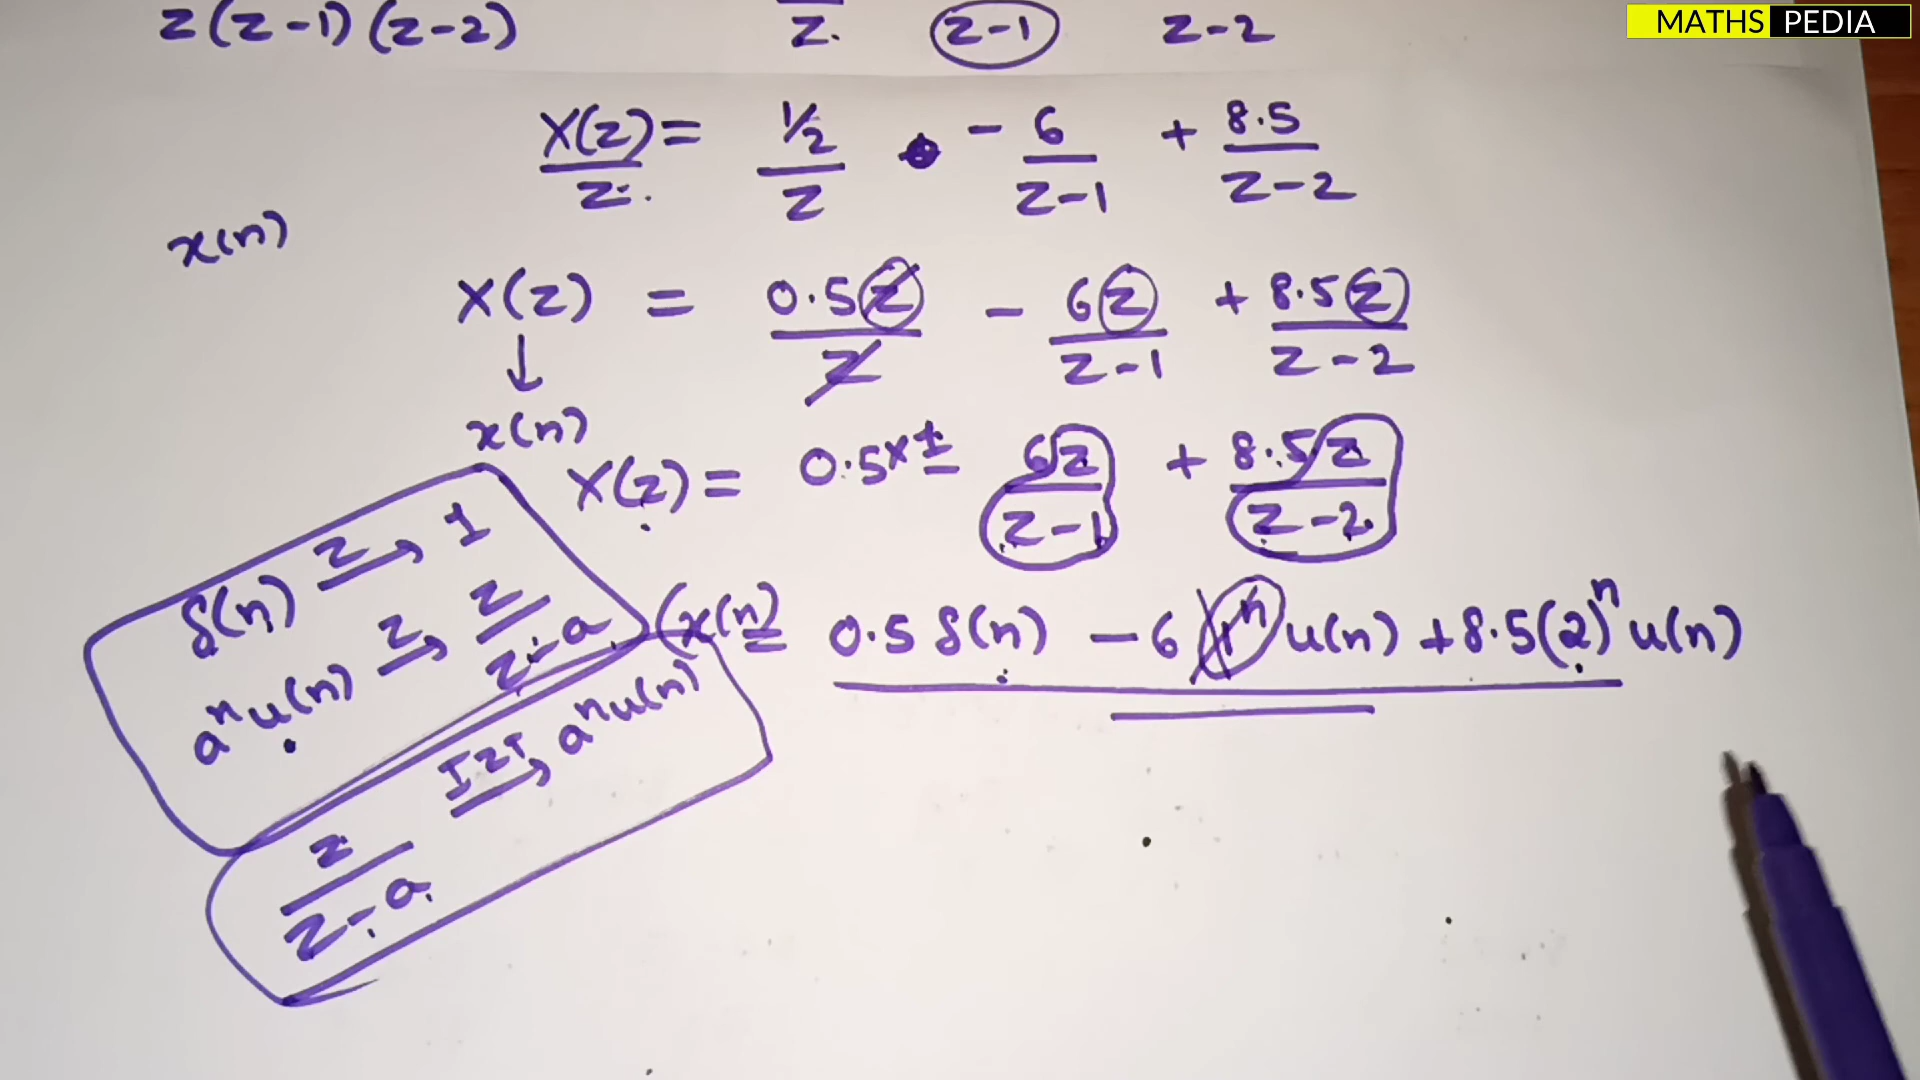 MATHS PEDIA
z(z-1)(z-2) z. z-1 z-2
X(z)/z = 1/2/z - 6/z-1 + 8.5/z-2
x(n)
X(z) = 0.5z/z - 6z/z-1 + 8.5z/z-2
↓
x(n)
X(z) = 0.5×1 - 6z/z-1 + 8.5z/z-2
δ(n) z→ 1
aⁿu(n) z→ z/z-a
x(n) = 0.5 δ(n) - 6 1ⁿ u(n) + 8.5(2)ⁿ u(n)
z/z-a IZT→ aⁿu(n)